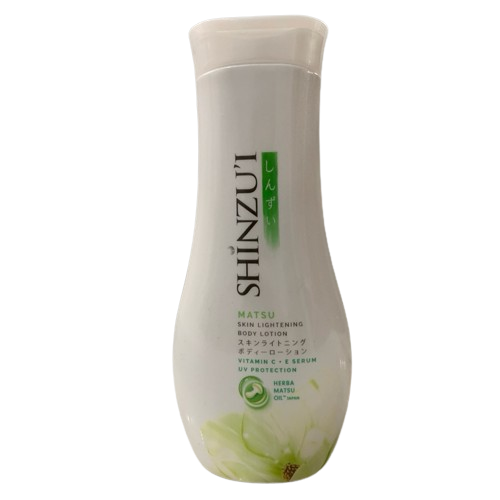 SHINZU'I
しんずい
MATSU
SKIN LIGHTENING
BODY LOTION
スキンライトニング
ボディーローション
VITAMIN C + E SERUM
UV PROTECTION
HERBA
MATSU
OIL